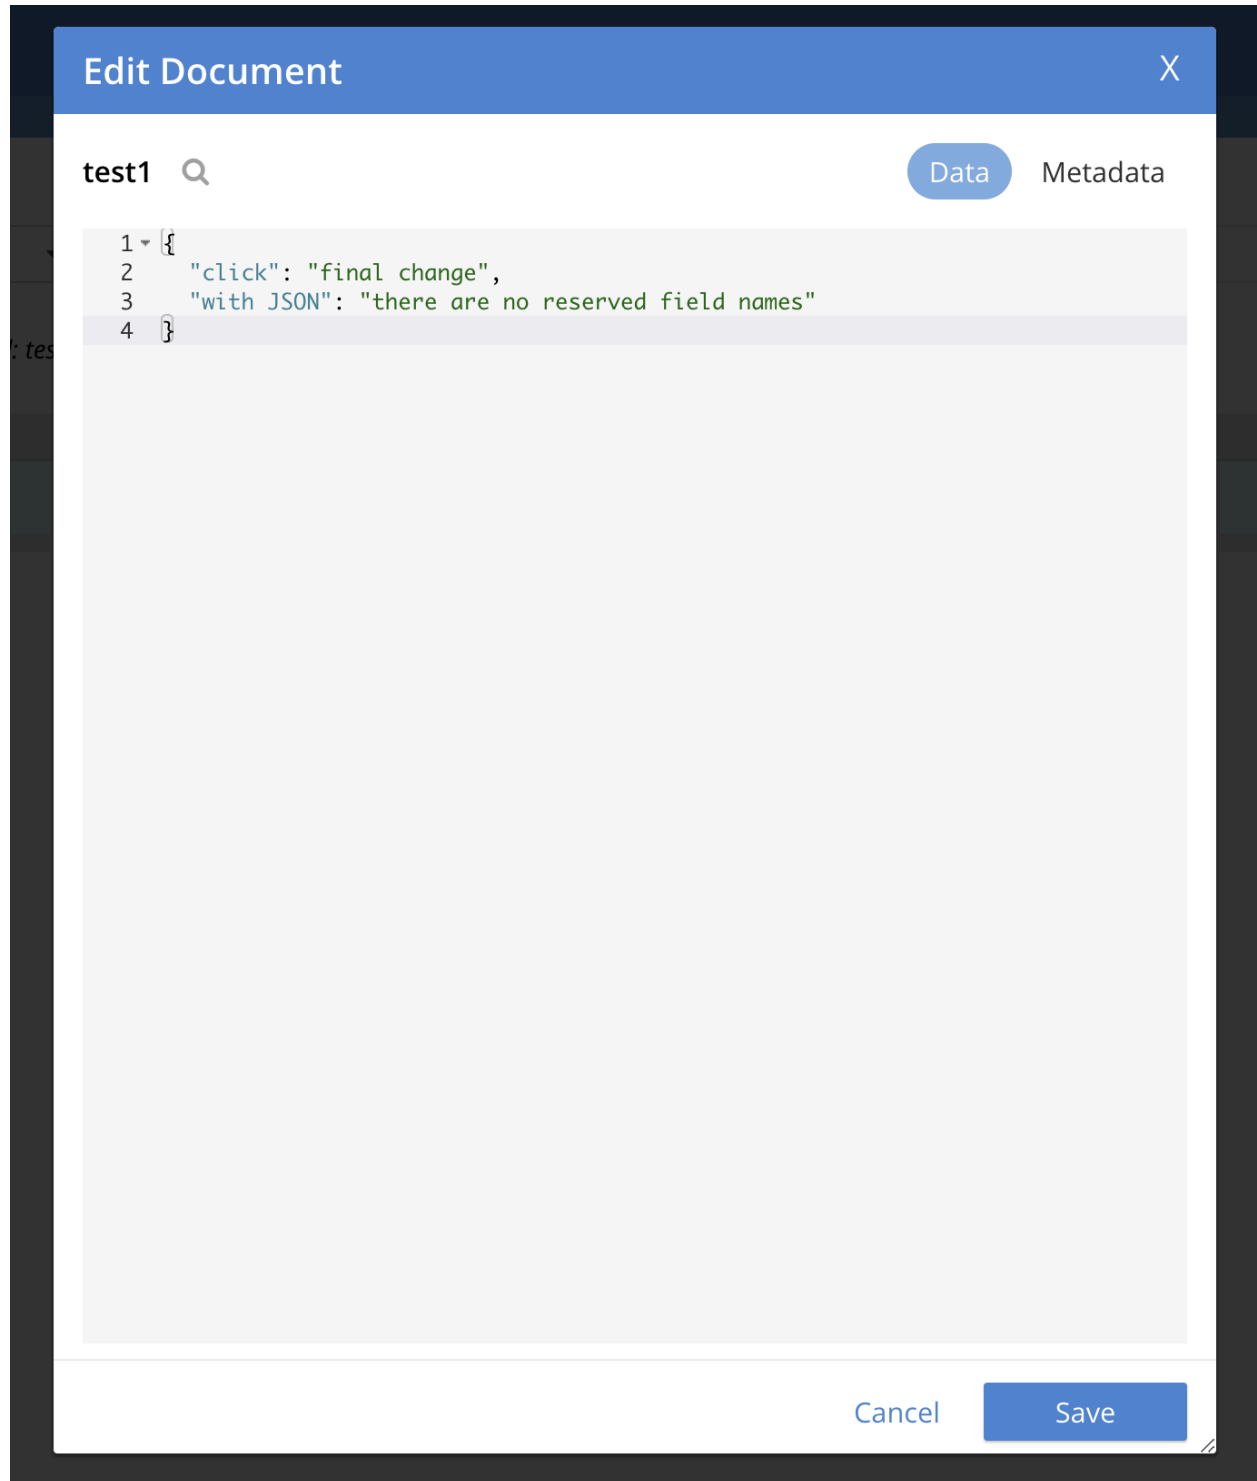 Edit Document
X
test1
Data
Metadata
1 {
2 "click": "final change",
3 "with JSON": "there are no reserved field names"
4 }
: tes
Cancel
Save